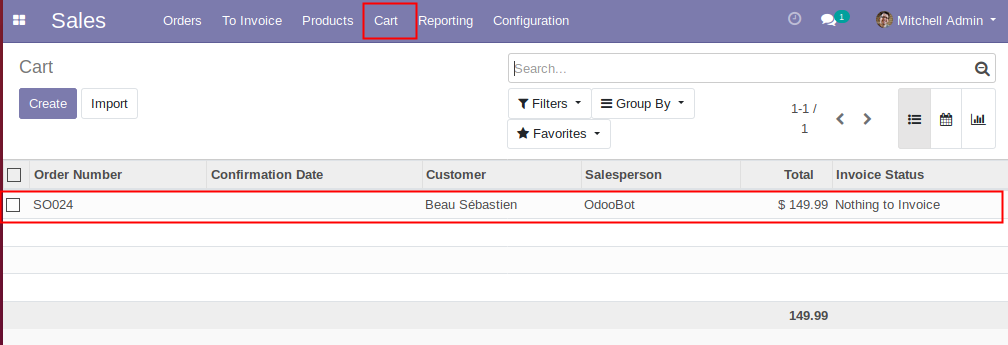 Sales Orders To Invoice Products Cart Reporting Configuration 1 Mitchell Admin
Cart
Search...
Create Import
Filters Group By
1-1 /
1
Favorites
Order Number Confirmation Date Customer Salesperson Total Invoice Status
SO024 Beau Sébastien OdooBot $ 149.99 Nothing to Invoice
149.99